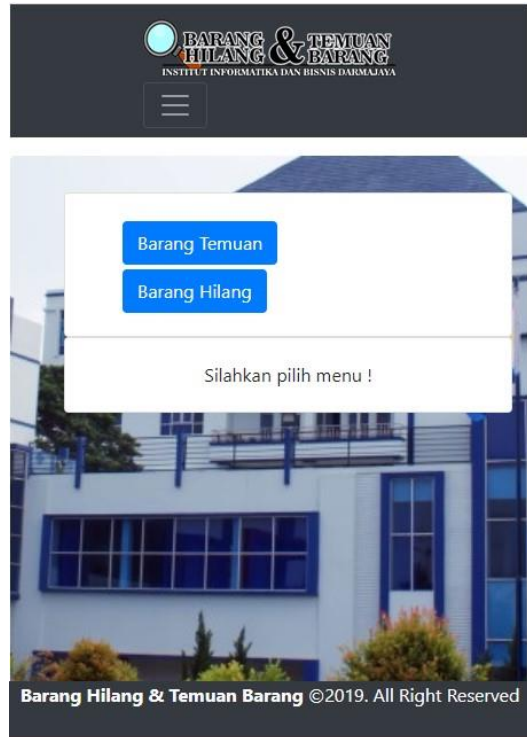 BARANG HILANG & TEMUAN BARANG
INSTITUT INFORMATIKA DAN BISNIS DARMAJAYA
Barang Temuan
Barang Hilang
Silahkan pilih menu !
Barang Hilang & Temuan Barang ©2019. All Right Reserved